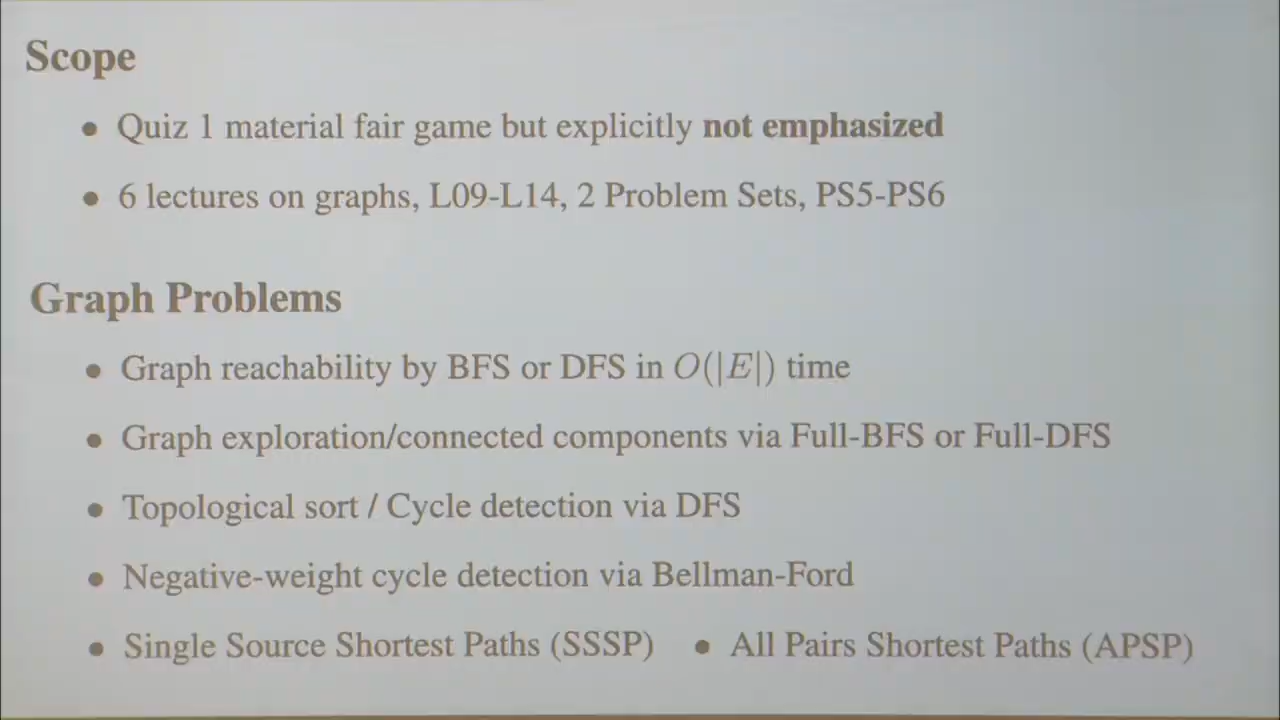 Scope
• Quiz 1 material fair game but explicitly not emphasized
• 6 lectures on graphs, L09-L14, 2 Problem Sets, PS5-PS6
Graph Problems
• Graph reachability by BFS or DFS in O(|E|) time
• Graph exploration/connected components via Full-BFS or Full-DFS
• Topological sort / Cycle detection via DFS
• Negative-weight cycle detection via Bellman-Ford
• Single Source Shortest Paths (SSSP) • All Pairs Shortest Paths (APSP)